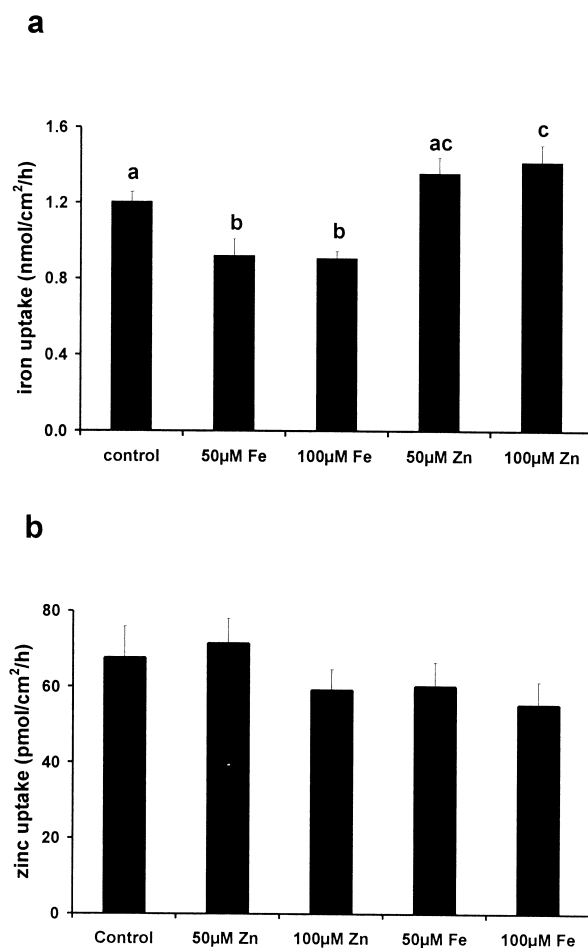 a
iron uptake (nmol/cm²/h)
1.6
1.2
0.8
0.4
0.0
a
b
b
ac
c
control
50µM Fe
100µM Fe
50µM Zn
100µM Zn
b
zinc uptake (pmol/cm²/h)
80
60
40
20
0
Control
50µM Zn
100µM Zn
50µM Fe
100µM Fe